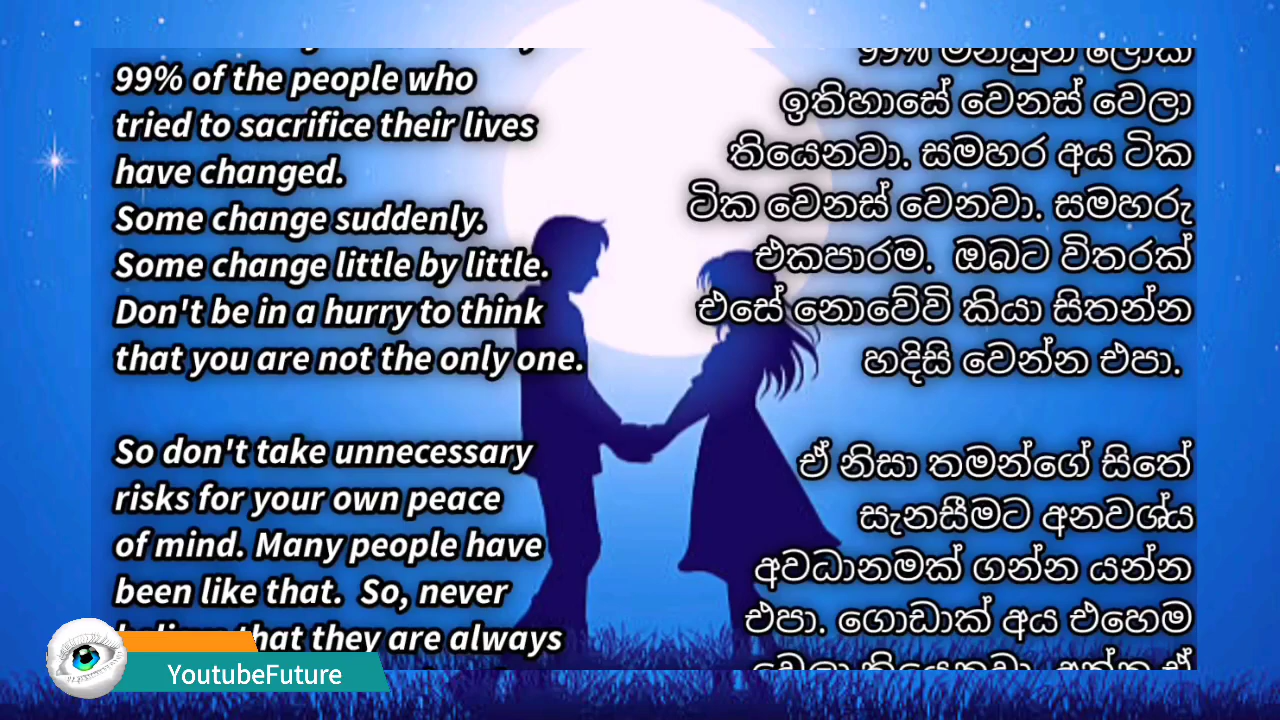 99% of the people who
tried to sacrifice their lives
have changed.
Some change suddenly.
Some change little by little.
Don't be in a hurry to think
that you are not the only one.
So don't take unnecessary
risks for your own peace
of mind. Many people have
been like that. So, never
that they are always
99% මිනිසුන් ලෝක
ඉතිහාසේ වෙනස් වෙලා
තියෙනවා. සමහර අය ටික
ටික වෙනස් වෙනවා. සමහරු
එකපාරම. ඔබට විතරක්
එසේ නොවේවි කියා සිතන්න
හදිසි වෙන්න එපා.
ඒ නිසා තමන්ගේ සිතේ
සැනසීමට අනවශ්‍ය
අවධානමක් ගන්න යන්න
එපා. ගොඩාක් අය එහෙම
YoutubeFuture